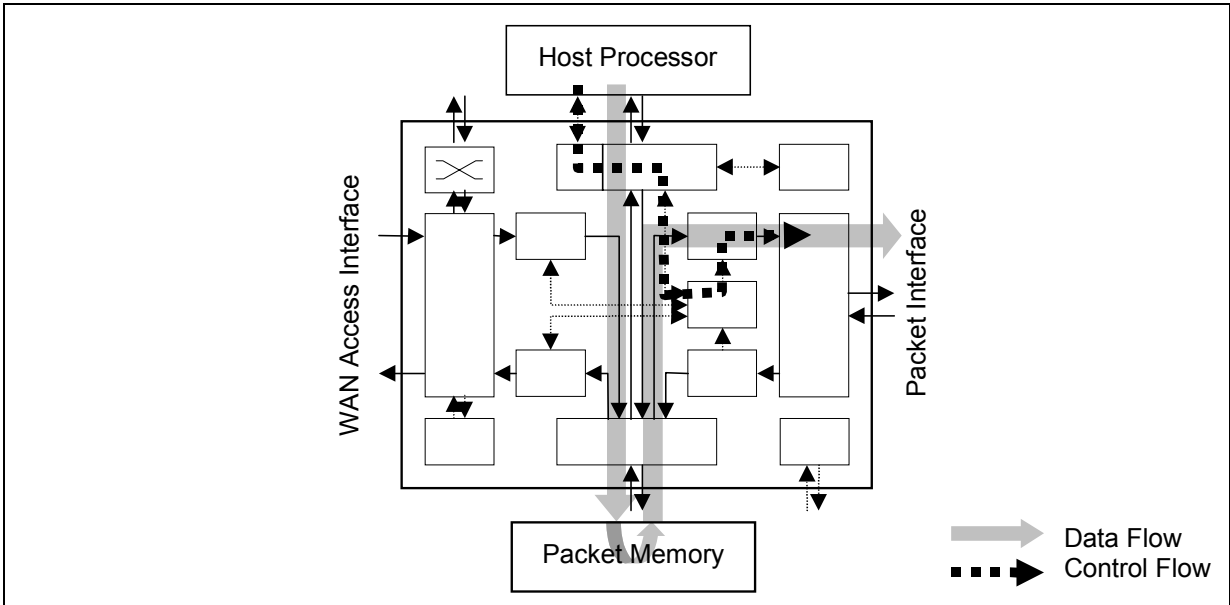 Host Processor
WAN Access Interface
Packet Interface
Packet Memory
Data Flow
Control Flow